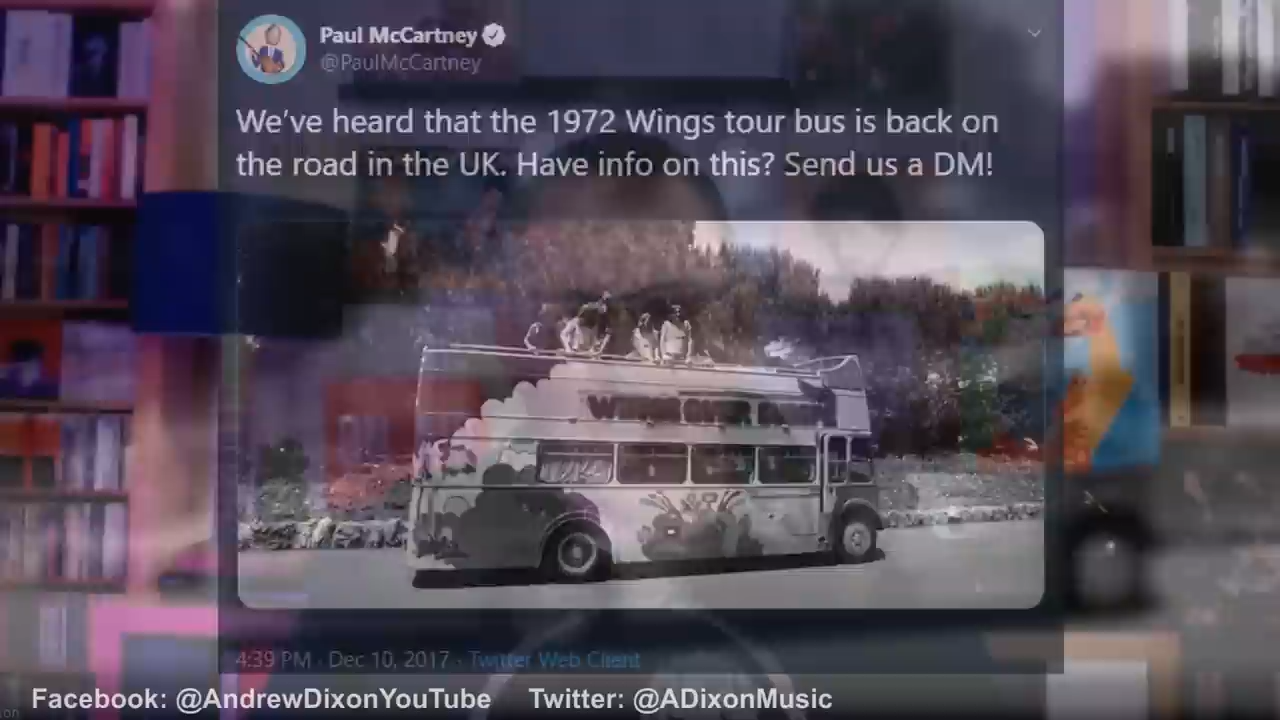 Paul McCartney
@PaulMcCartney
We've heard that the 1972 Wings tour bus is back on
the road in the UK. Have info on this? Send us a DM!
4:39 PM · Dec 10, 2017 · Twitter Web Client
Facebook: @AndrewDixonYouTube Twitter: @ADixonMusic